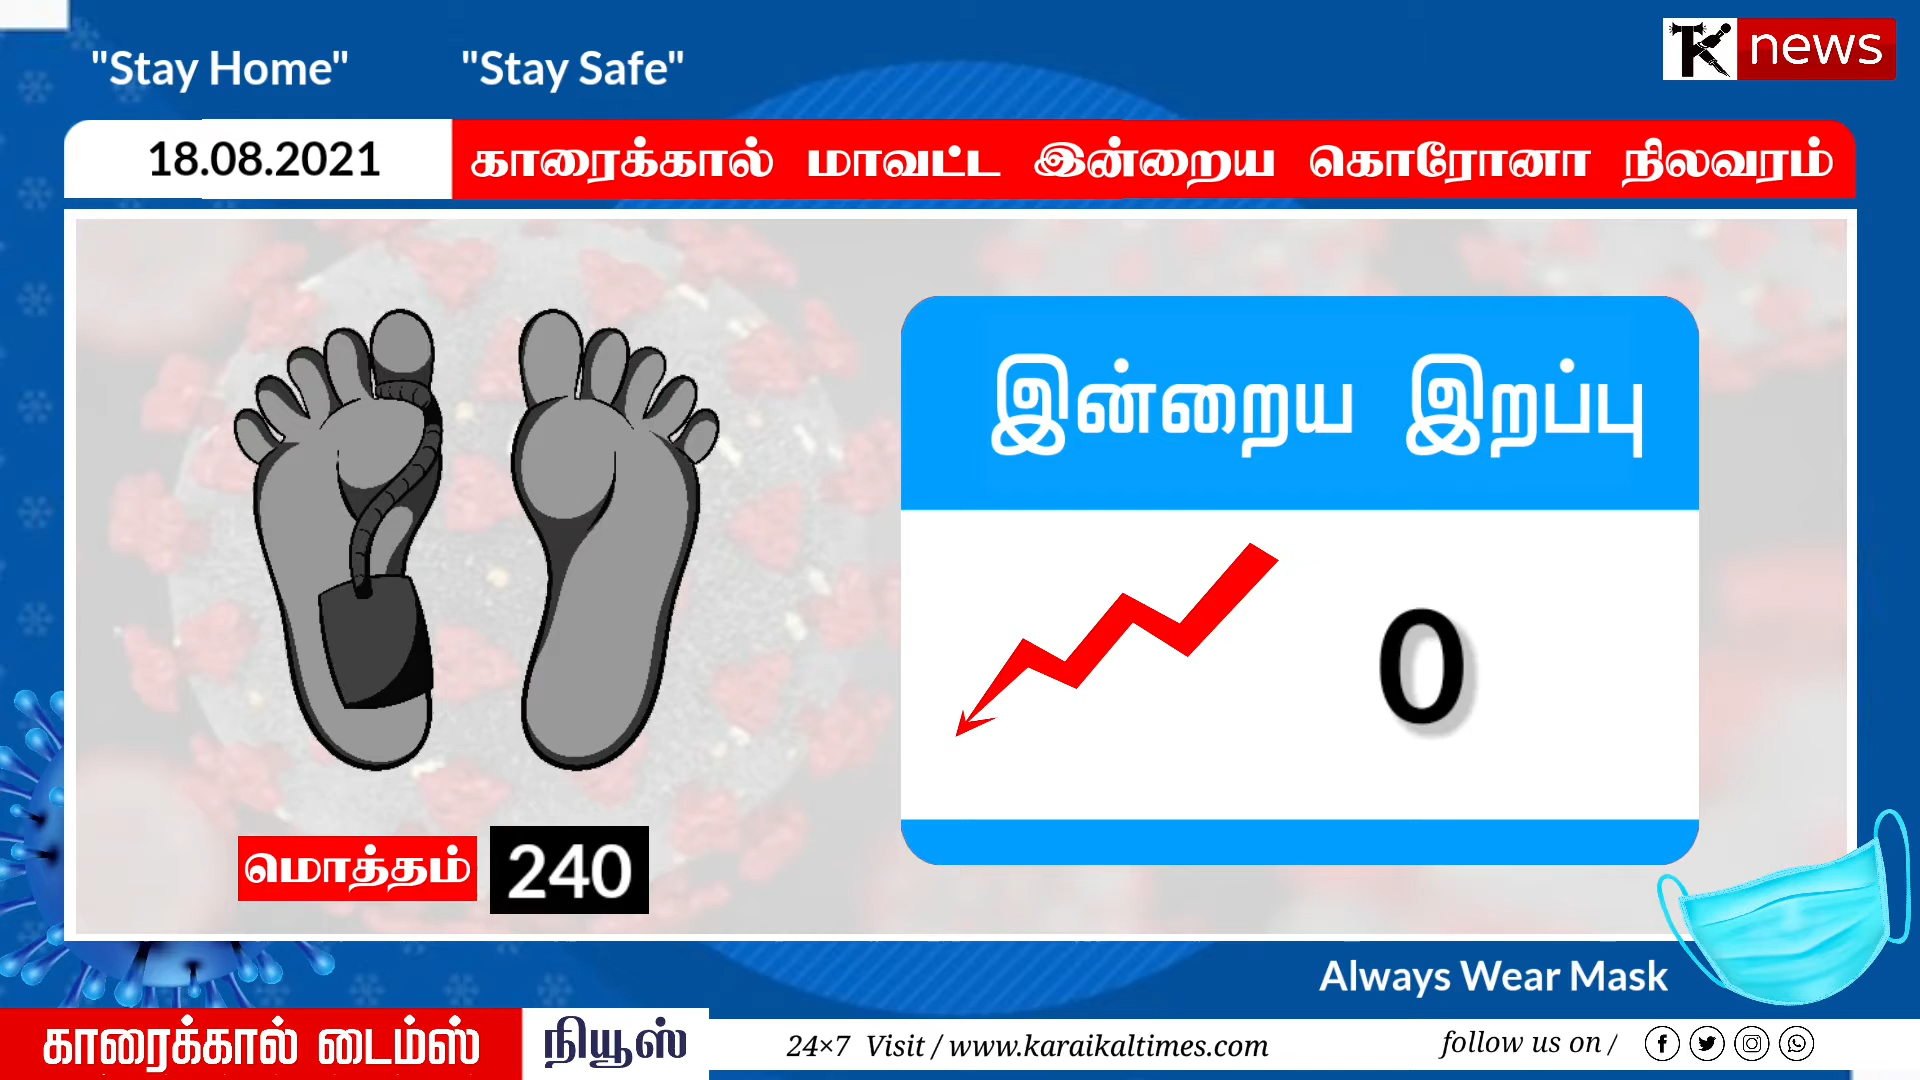 "Stay Home" "Stay Safe"
TK news
18.08.2021 காரைக்கால் மாவட்ட இன்றைய கொரோனா நிலவரம்
இன்றைய இறப்பு
0
மொத்தம் 240
Always Wear Mask
காரைக்கால் டைம்ஸ் நியூஸ் 24×7 Visit / www.karaikaltimes.com follow us on /